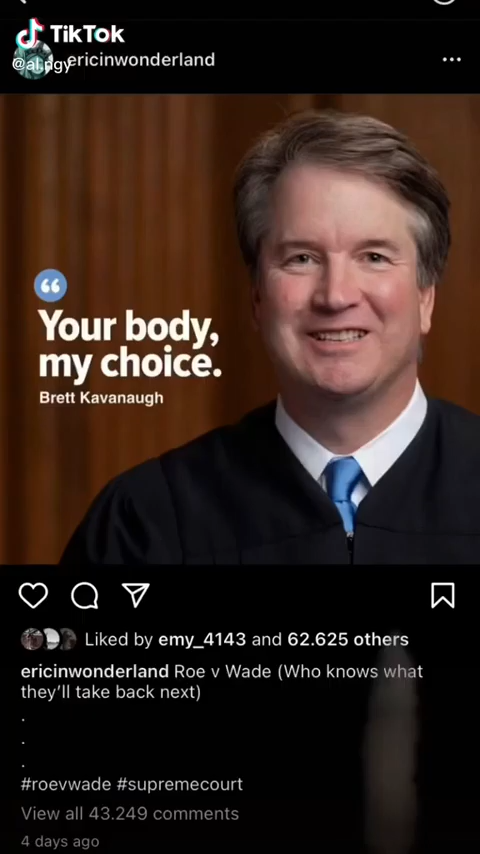 TikTok
ericinwonderland
“
Your body,
my choice.
Brett Kavanaugh
Liked by emy_4143 and 62.625 others
ericinwonderland Roe v Wade (Who knows what
they’ll take back next)
.
.
.
#roevwade #supremecourt
View all 43.249 comments
4 days ago